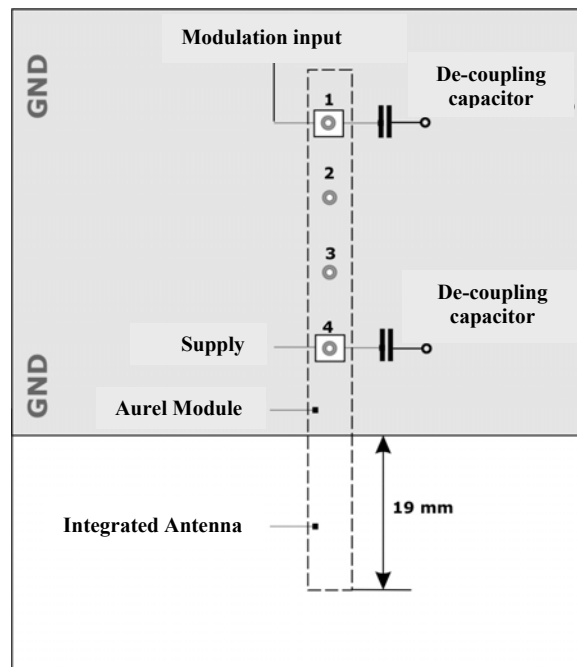 Modulation input
De-coupling
capacitor
GND
1
2
3
De-coupling
capacitor
4
Supply
GND
Aurel Module
19 mm
Integrated Antenna